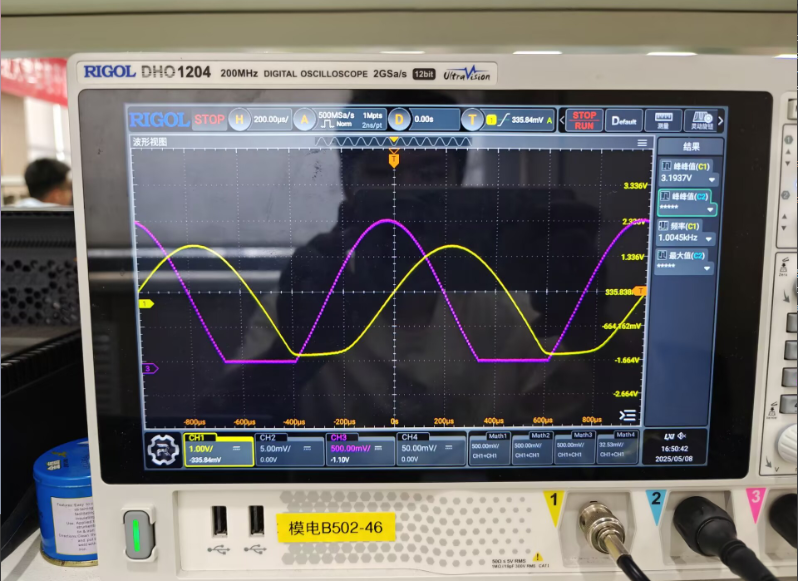 RIGOL DHO1204 200MHz DIGITAL OSCILLOSCOPE 2GSa/s 12bit UltraVision
RIGOL STOP H 200.00μs/ A 500MSa/s 1Mpts Norm 2ns/pt D 0.00s T 1 335.84mV A STOP RUN Default 测量
波形视图
T
结果
峰峰值(C1)
3.1937V
峰峰值(C2)
*****
频率(C1)
1.0045kHz
最大值(C2)
*****
3.336V
1.336V
335.838
T
-664.162mV
-1.664V
-2.664V
1
3
-800μs -600μs -400μs -200μs 0s 200μs 400μs 600μs 800μs
CH1
1.00V/
-335.84mV
CH2
5.00mV/
0.00V
CH3
500.00mV/
-1.10V
CH4
50.00mV/
0.00V
Math1
500.00mV/
CH1+CH1
Math2
500.00mV/
CH1+CH1
Math3
500.00mV/
CH1+CH1
Math4
CH1+CH1
LXI
16:50:42
2025/05/08
模电B502-46
1
2
3